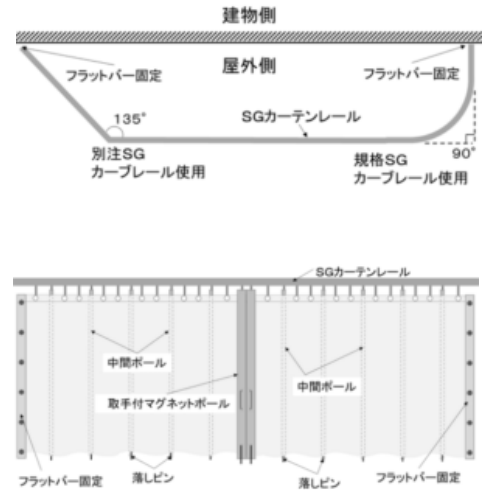 建物側
フラットバー固定
屋外側
フラットバー固定
135°
SGカーテンレール
別注SG
カーブレール使用
規格SG
カーブレール使用
90°
SGカーテンレール
中間ポール
中間ポール
取手付マグネットポール
フラットバー固定
落しピン
落しピン
フラットバー固定